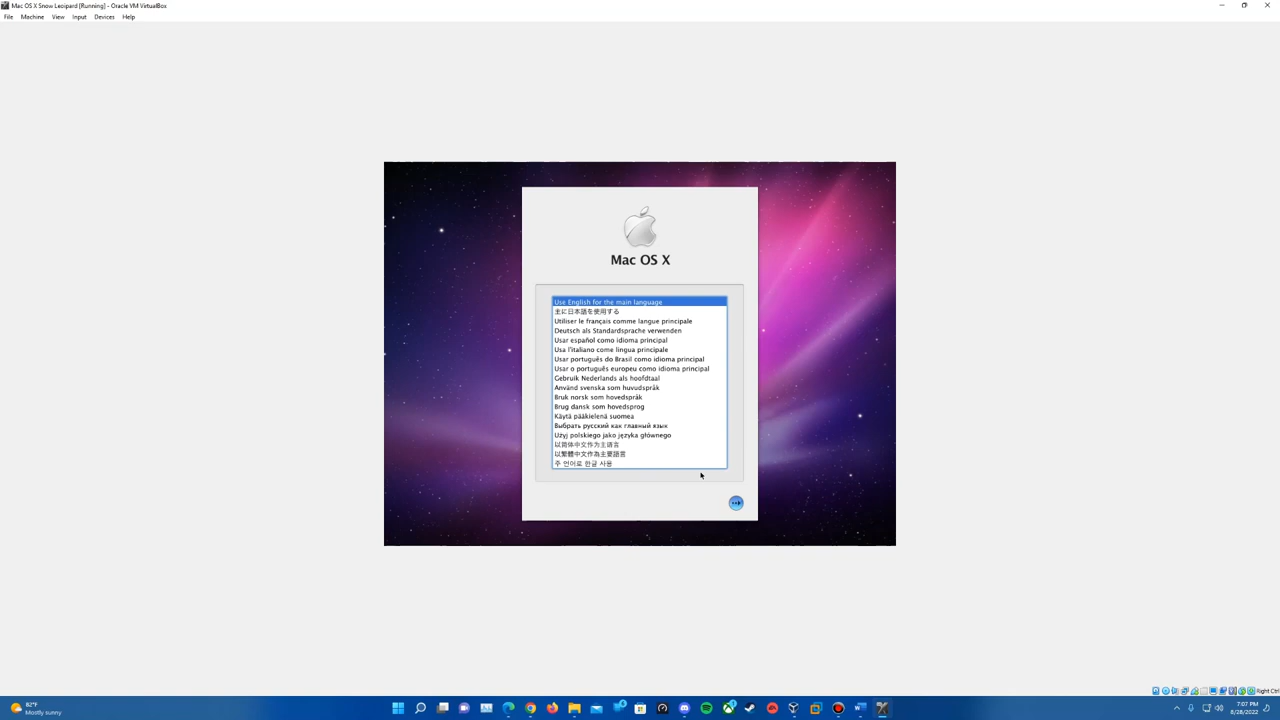 Mac OS X Snow Leoipard [Running] - Oracle VM VirtualBox
File Machine View Input Devices Help
Mac OS X
Use English for the main language
主に日本語を使用する
Utiliser le français comme langue principale
Deutsch als Standardsprache verwenden
Usar español como idioma principal
Usa l'italiano come lingua principale
Usar português do Brasil como idioma principal
Usar o português europeu como idioma principal
Gebruik Nederlands als hoofdtaal
Använd svenska som huvudspråk
Bruk norsk som hovedspråk
Brug dansk som hovedsprog
Käytä pääkielenä suomea
Выбрать русский как главный язык
Użyj polskiego jako języka głównego
以简体中文作为主语言
以繁體中文作為主要語言
주 언어로 한글 사용
Right Ctrl
82°F
Mostly sunny
7:07 PM
8/28/2022